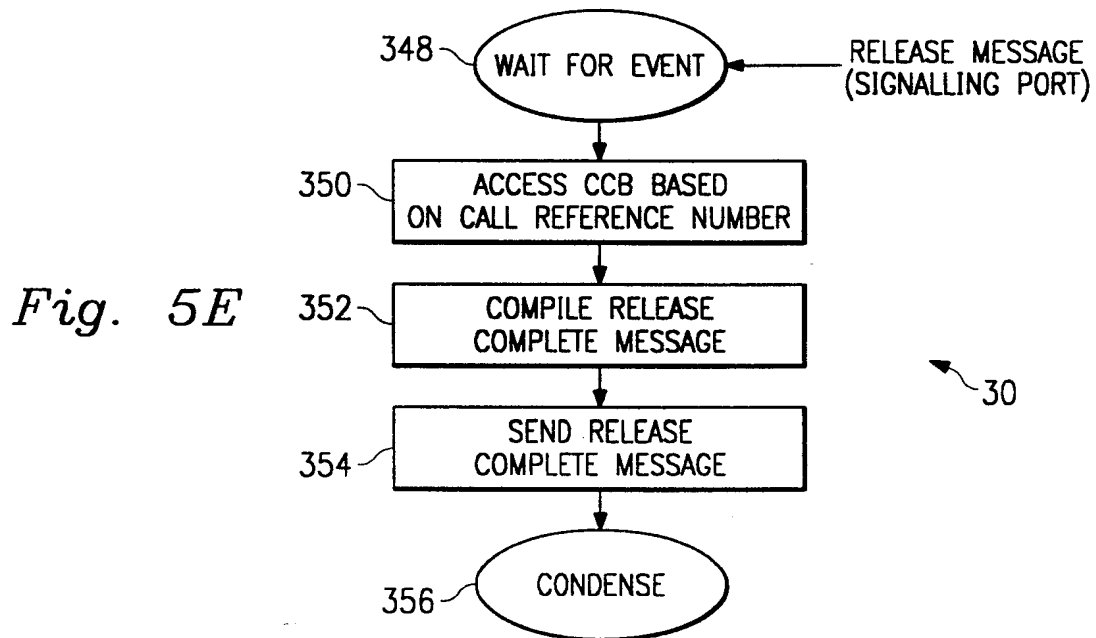 348
WAIT FOR EVENT
RELEASE MESSAGE
(SIGNALLING PORT)
350
ACCESS CCB BASED
ON CALL REFERENCE NUMBER
Fig. 5E
352
COMPILE RELEASE
COMPLETE MESSAGE
30
354
SEND RELEASE
COMPLETE MESSAGE
356
CONDENSE